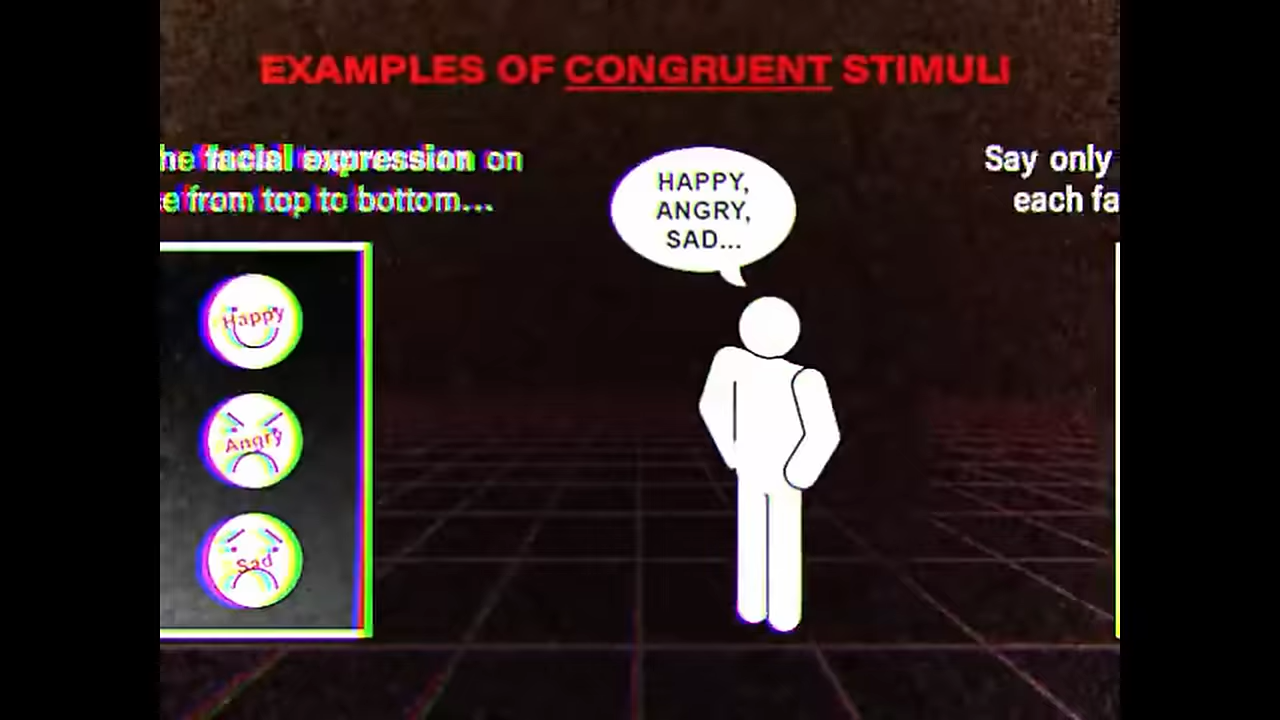 EXAMPLES OF CONGRUENT STIMULI
he facial expression on
e from top to bottom...
HAPPY,
ANGRY,
SAD...
Say only
each fa
Happy
Angry
Sad